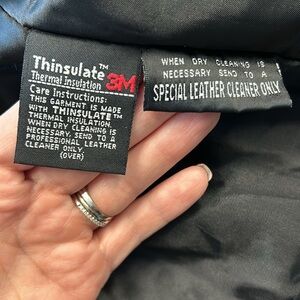 Thinsulate™
Thermal Insulation 3M
Care Instructions:
THIS GARMENT IS MADE
WITH THINSULATE™
THERMAL INSULATION.
WHEN DRY CLEANING IS
NECESSARY, SEND TO A
PROFESSIONAL LEATHER
CLEANER ONLY.
(OVER)
WHEN DRY CLEANING IS
NECESSARY SEND TO A
SPECIAL LEATHER CLEANER ONLY